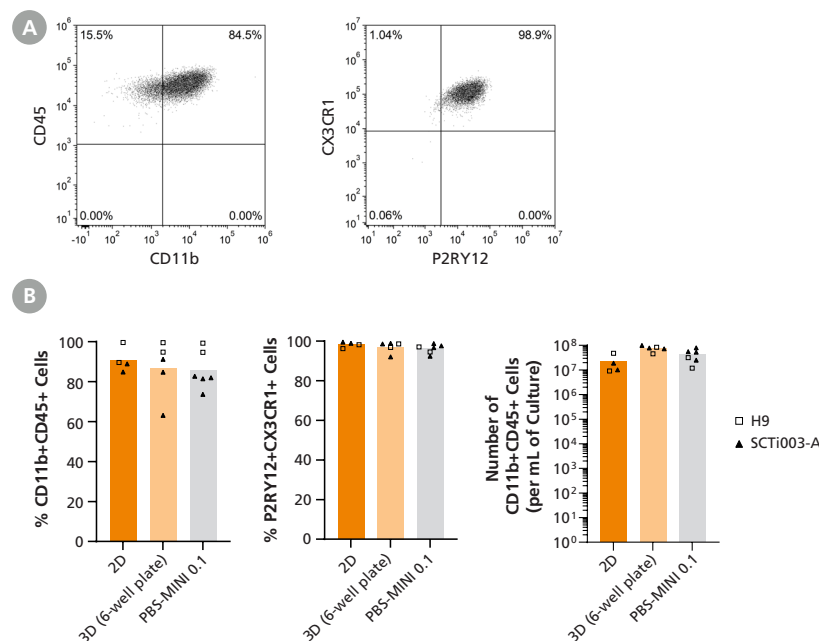 A
15.5%
84.5%
0.00%
0.00%
CD45
10⁶
10⁵
10⁴
10³
10²
10¹
-10¹
10¹
10²
10³
10⁴
10⁵
10⁶
CD11b
1.04%
98.9%
0.06%
0.00%
CX3CR1
10⁷
10⁶
10⁵
10⁴
10³
10²
10¹
10¹
10²
10³
10⁴
10⁵
10⁶
10⁷
P2RY12
B
% CD11b+CD45+ Cells
100
80
60
40
20
0
2D
3D (6-well plate)
PBS-MINI 0.1
% P2RY12+CX3CR1+ Cells
100
80
60
40
20
0
2D
3D (6-well plate)
PBS-MINI 0.1
Number of
CD11b+CD45+ Cells
(per mL of Culture)
10⁸
10⁷
10⁶
10⁵
10⁴
10³
10²
10¹
10⁰
2D
3D (6-well plate)
PBS-MINI 0.1
H9
SCTi003-A